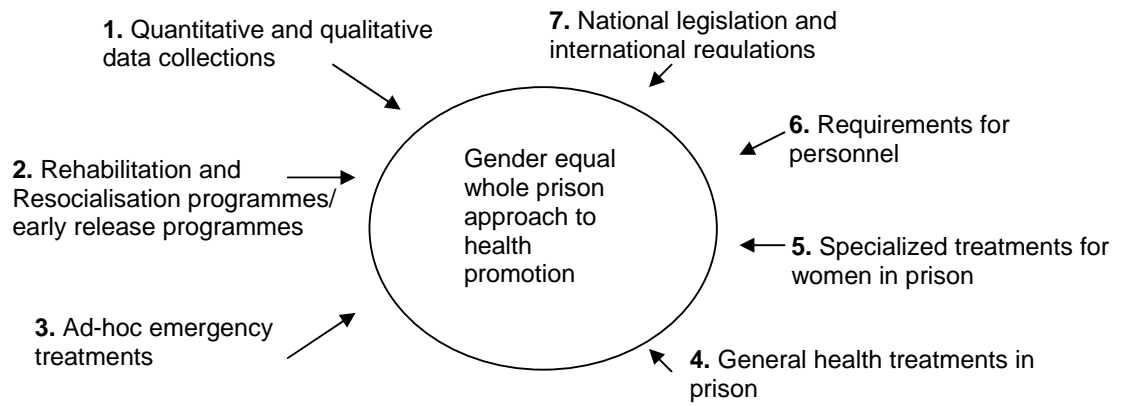 1. Quantitative and qualitative
data collections
2. Rehabilitation and
Resocialisation programmes/
early release programmes
3. Ad-hoc emergency
treatments
Gender equal
whole prison
approach to
health
promotion
7. National legislation and
international regulations
6. Requirements for
personnel
5. Specialized treatments for
women in prison
4. General health treatments in
prison